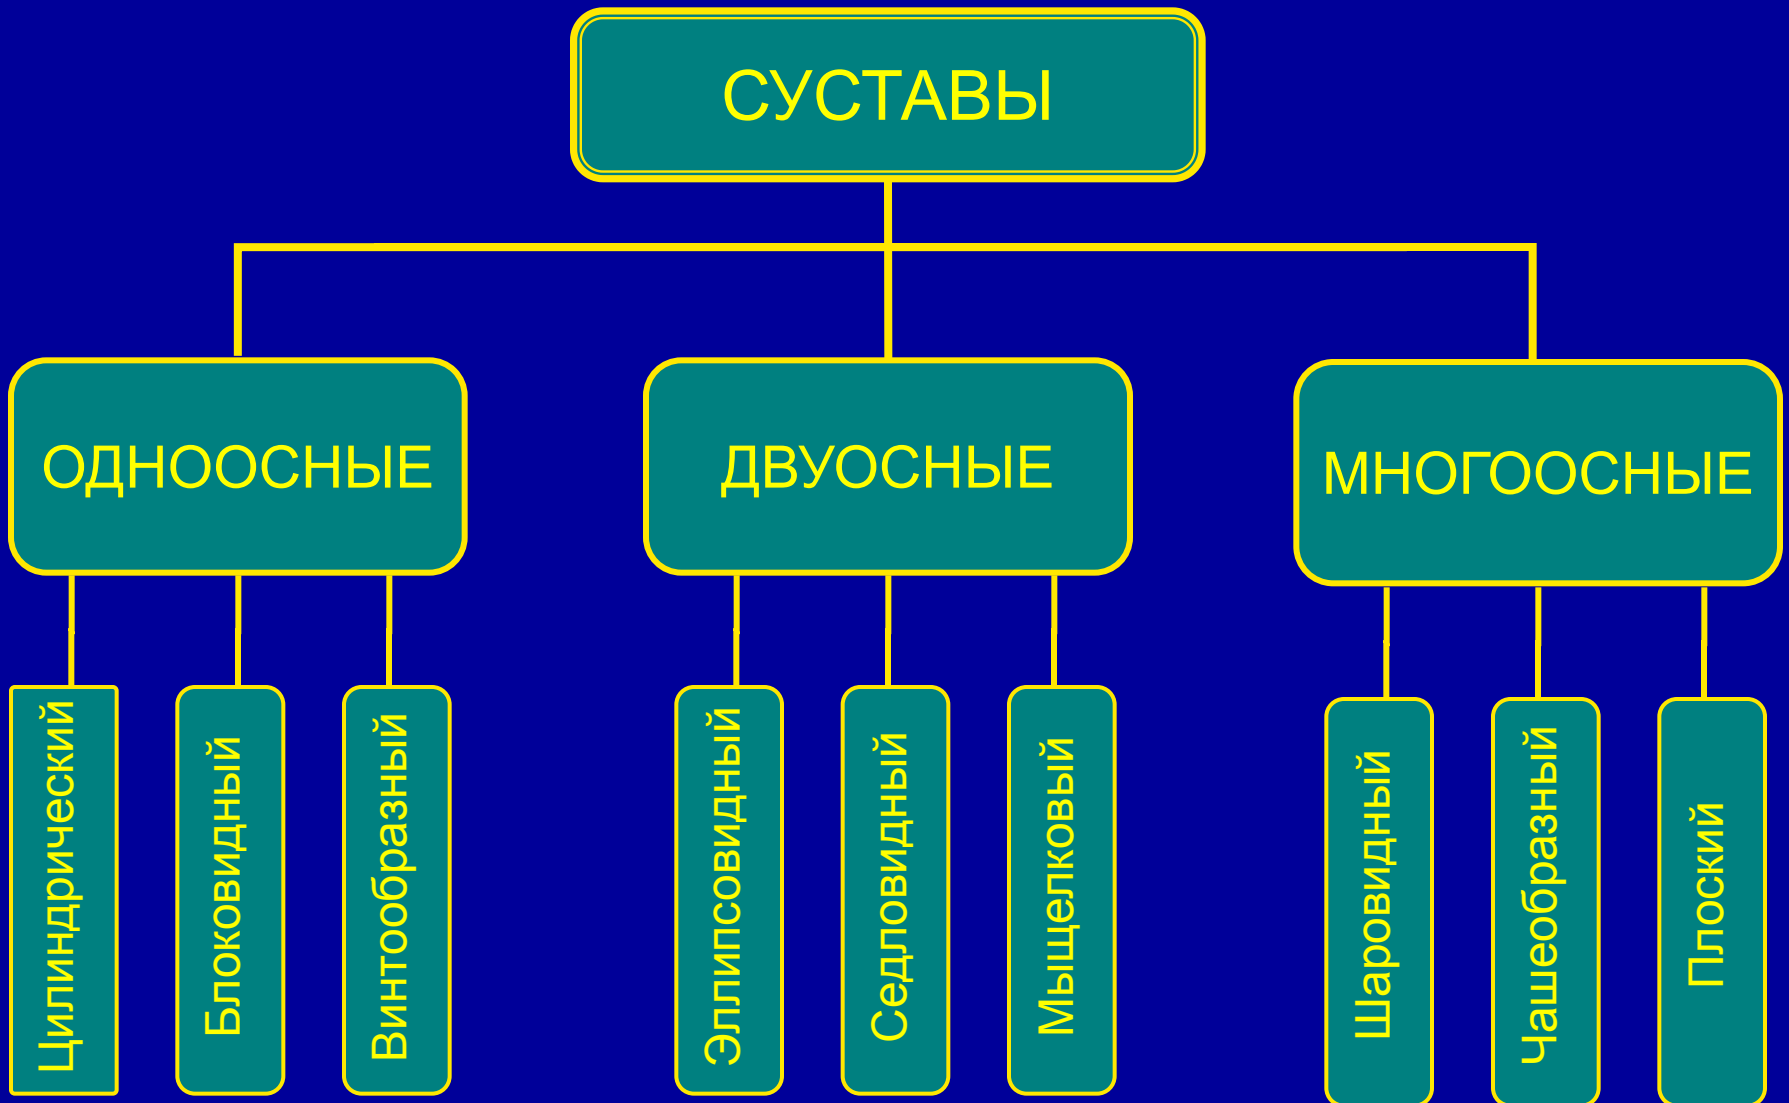 СУСТАВЫ
ОДНООСНЫЕ
ДВУОСНЫЕ
МНОГООСНЫЕ
Цилиндрический
Блоковидный
Винтообразный
Эллипсовидный
Седловидный
Мыщелковый
Шаровидный
Чашеобразный
Плоский